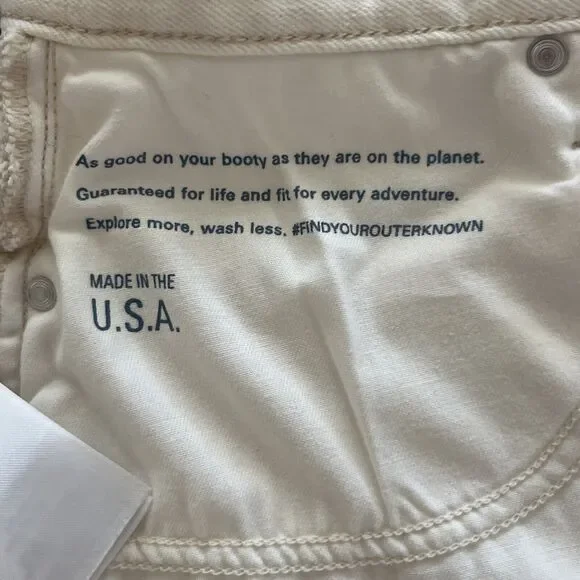 As good on your booty as they are on the planet.
Guaranteed for life and fit for every adventure.
Explore more, wash less. #FINDYOUROUTERKNOWN
MADE IN THE
U.S.A.